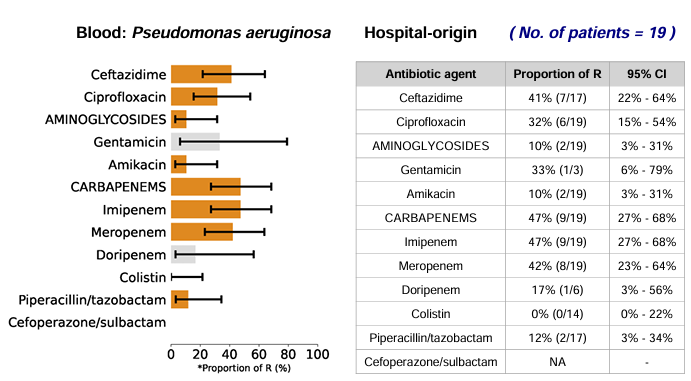 Blood: Pseudomonas aeruginosa
Hospital-origin
( No. of patients = 19 )
Ceftazidime
Ciprofloxacin
AMINOGLYCOSIDES
Gentamicin
Amikacin
CARBAPENEMS
Imipenem
Meropenem
Doripenem
Colistin
Piperacillin/tazobactam
Cefoperazone/sulbactam
0 20 40 60 80 100
*Proportion of R (%)
Antibiotic agent Proportion of R 95% CI
Ceftazidime 41% (7/17) 22% - 64%
Ciprofloxacin 32% (6/19) 15% - 54%
AMINOGLYCOSIDES 10% (2/19) 3% - 31%
Gentamicin 33% (1/3) 6% - 79%
Amikacin 10% (2/19) 3% - 31%
CARBAPENEMS 47% (9/19) 27% - 68%
Imipenem 47% (9/19) 27% - 68%
Meropenem 42% (8/19) 23% - 64%
Doripenem 17% (1/6) 3% - 56%
Colistin 0% (0/14) 0% - 22%
Piperacillin/tazobactam 12% (2/17) 3% - 34%
Cefoperazone/sulbactam NA -